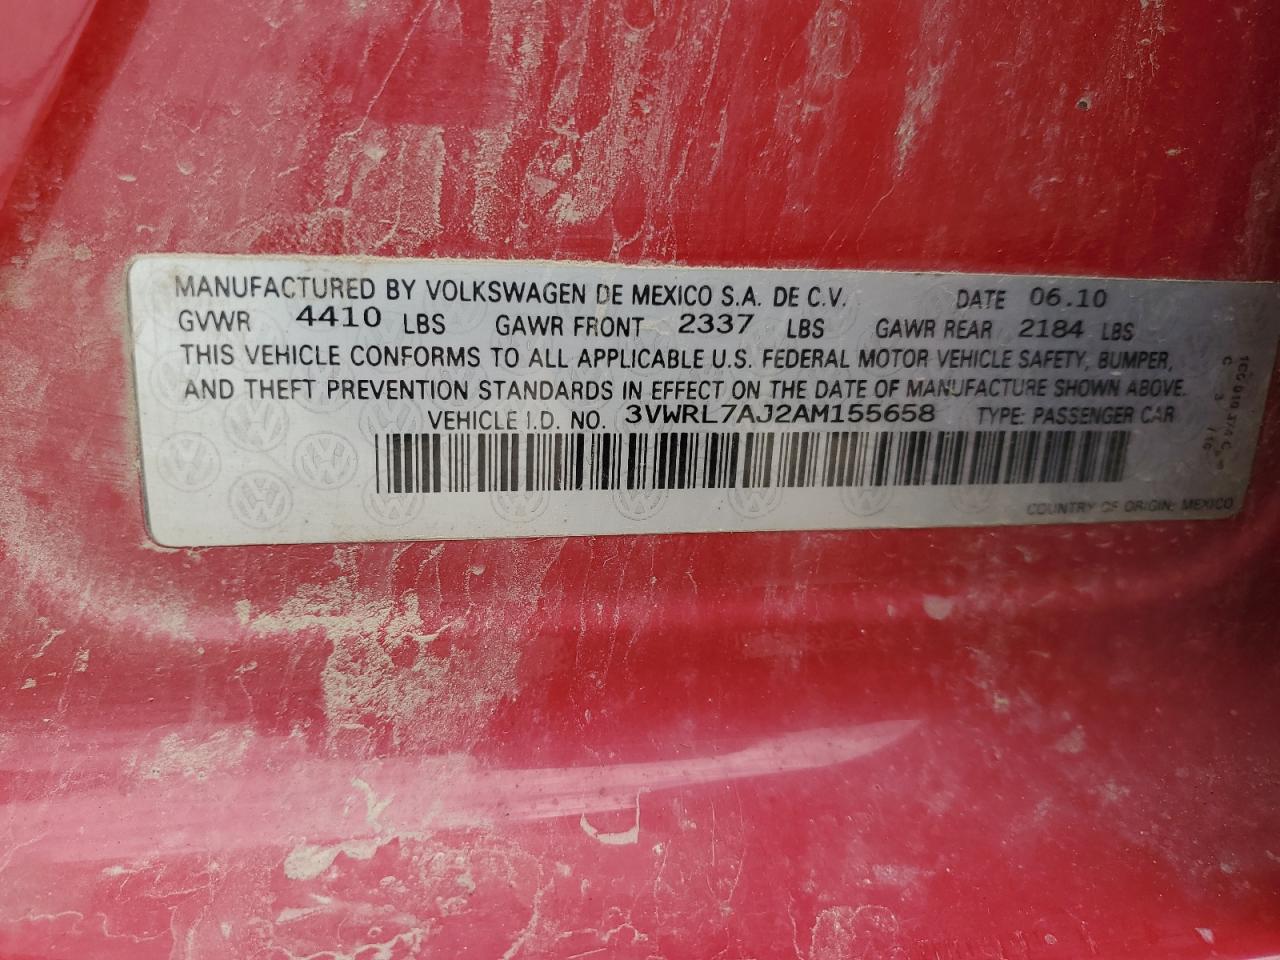 MANUFACTURED BY VOLKSWAGEN DE MEXICO S.A. DE C.V. DATE 06.10
GVWR 4410 LBS GAWR FRONT 2337 LBS GAWR REAR 2184 LBS
THIS VEHICLE CONFORMS TO ALL APPLICABLE U.S. FEDERAL MOTOR VEHICLE SAFETY, BUMPER,
AND THEFT PREVENTION STANDARDS IN EFFECT ON THE DATE OF MANUFACTURE SHOWN ABOVE.
VEHICLE I.D. NO. 3VWRL7AJ2AM155658 TYPE: PASSENGER CAR
COUNTRY OF ORIGIN: MEXICO